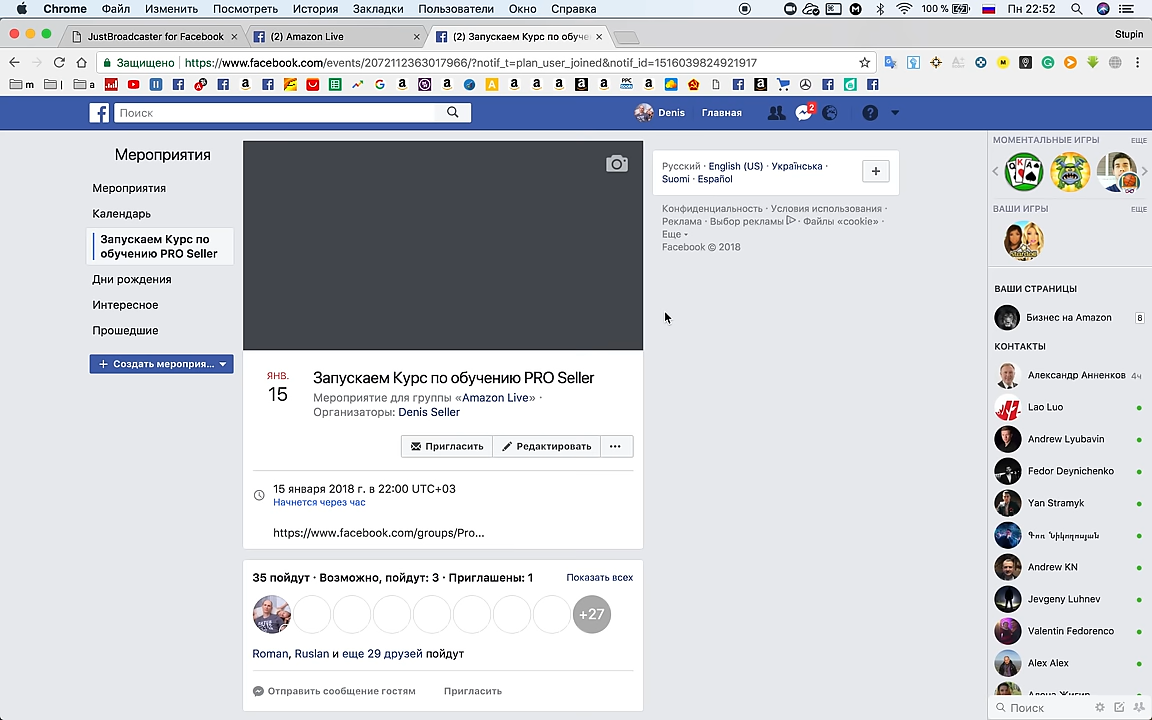 Chrome Файл Изменить Посмотреть История Закладки Пользователи Окно Справка 100 % Пн 22:52
JustBroadcaster for Facebook (2) Amazon Live (2) Запускаем Курс по обуче Stupin
Защищено https://www.facebook.com/events/2072112363017966/?notif_t=plan_user_joined&notif_id=1516039824921917
m l a
Поиск Denis Главная 2
Мероприятия
Мероприятия
Календарь
Запускаем Курс по
обучению PRO Seller
Дни рождения
Интересное
Прошедшие
+ Создать мероприя...
ЯНВ.
15
Запускаем Курс по обучению PRO Seller
Мероприятие для группы «Amazon Live» ·
Организаторы: Denis Seller
Пригласить Редактировать ···
15 января 2018 г. в 22:00 UTC+03
Начнется через час
https://www.facebook.com/groups/Pro...
35 пойдут · Возможно, пойдут: 3 · Приглашены: 1 Показать всех
+27
Roman, Ruslan и еще 29 друзей пойдут
Отправить сообщение гостям Пригласить
Русский · English (US) · Українська ·
Suomi · Español
+
Конфиденциальность · Условия использования ·
Реклама · Выбор рекламы · Файлы «cookie» ·
Еще
Facebook © 2018
МОМЕНТАЛЬНЫЕ ИГРЫ ЕЩЕ
ВАШИ ИГРЫ ЕЩЕ
ВАШИ СТРАНИЦЫ
Бизнес на Amazon 8
КОНТАКТЫ
Александр Анненков 4ч
Lao Luo
Andrew Lyubavin
Fedor Deynichenko
Yan Stramyk
Andrew KN
Jevgeny Luhnev
Valentin Fedorenco
Alex Alex
Алена Жигир
Поиск